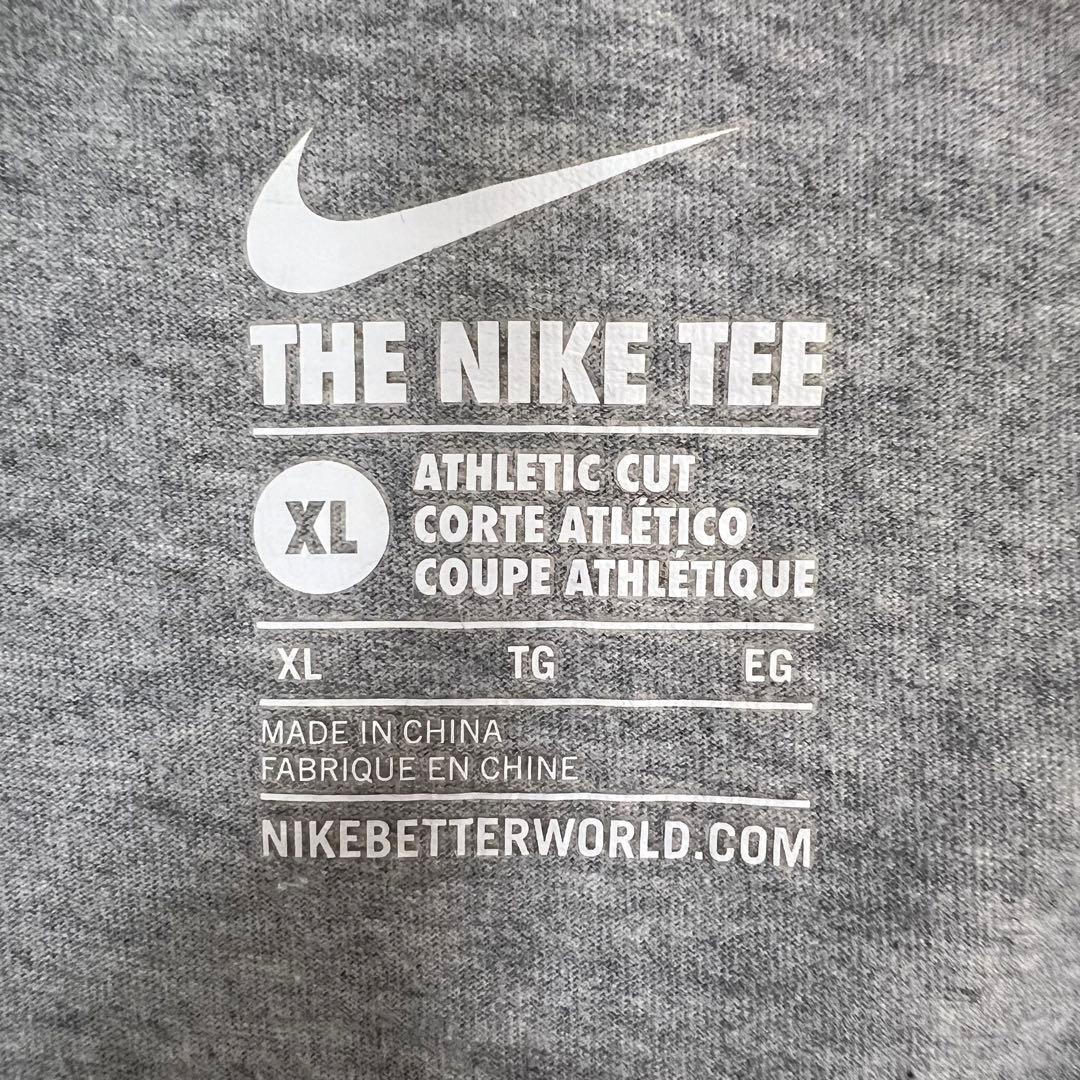 THE NIKE TEE
XL
ATHLETIC CUT
CORTE ATLÉTICO
COUPE ATHLÉTIQUE
XL TG EG
MADE IN CHINA
FABRIQUE EN CHINE
NIKEBETTERWORLD.COM